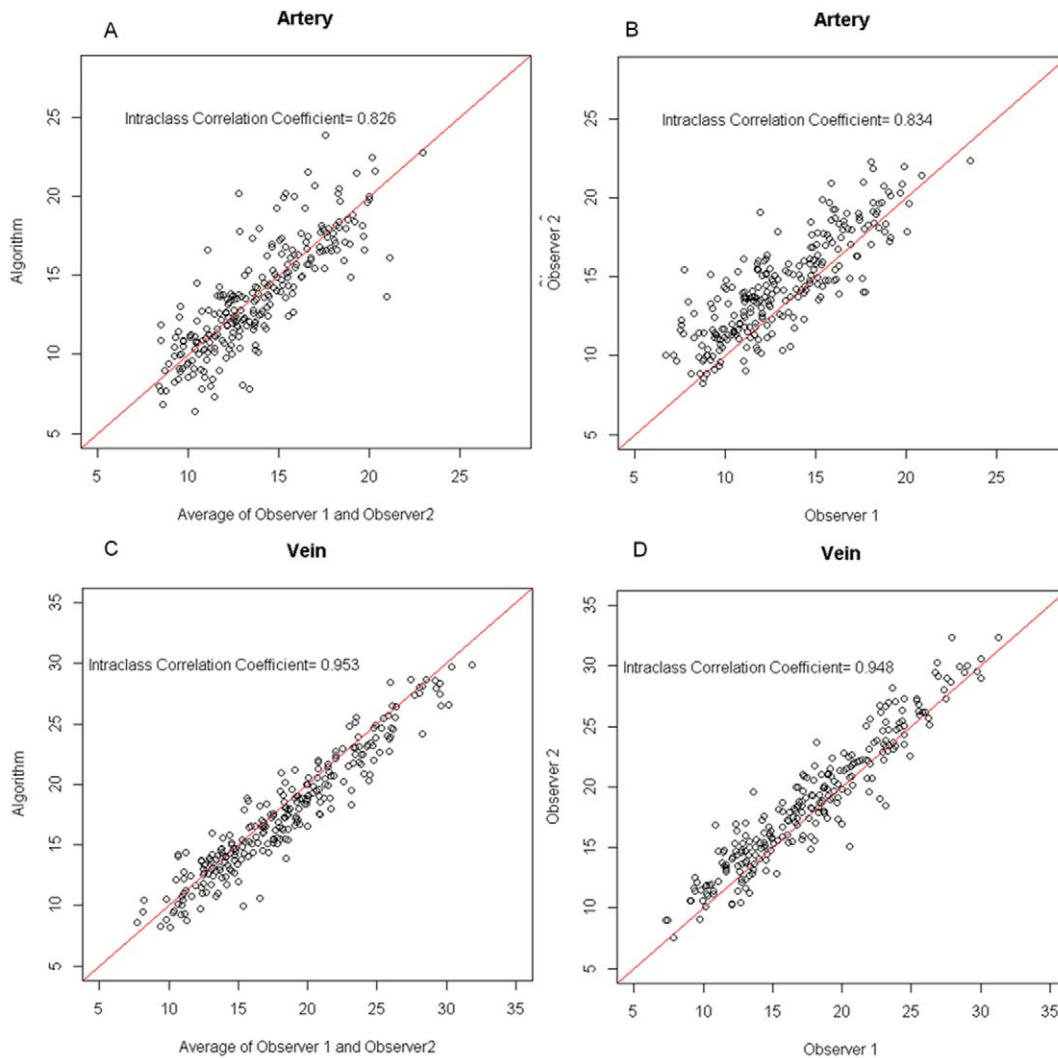 A
Artery
Intraclass Correlation Coefficient= 0.826
Algorithm
25
20
15
10
5
5
10
15
20
25
Average of Observer 1 and Observer2
B
Artery
Intraclass Correlation Coefficient= 0.834
Observer 2
25
20
15
10
5
5
10
15
20
25
Observer 1
C
Vein
Intraclass Correlation Coefficient= 0.953
Algorithm
35
30
25
20
15
10
5
5
10
15
20
25
30
35
Average of Observer 1 and Observer2
D
Vein
Intraclass Correlation Coefficient= 0.948
Observer 2
35
30
25
20
15
10
5
5
10
15
20
25
30
35
Observer 1